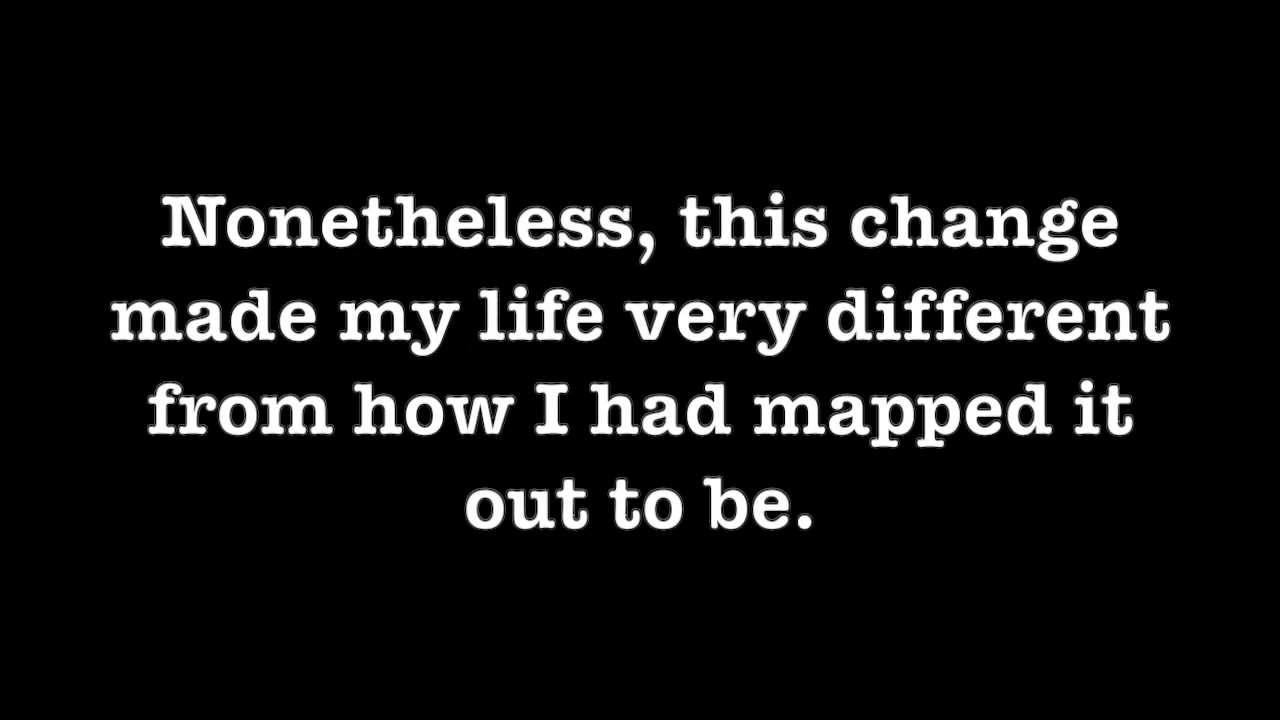 Nonetheless, this change
made my life very different
from how I had mapped it
out to be.